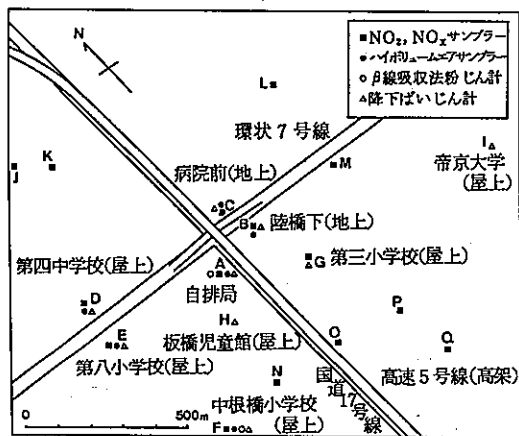 ■NO₂, NOxサンプラー
●ハイボリュームエアサンプラー
○β線吸収法粉じん計
△降下ばいじん計
N
L■
環状7号線
I△
帝京大学
(屋上)
J
K
■M
病院前(地上)
C
B■△
陸橋下(地上)
第四中学校(屋上)
A
■
△G
第三小学校(屋上)
自排局
D
P
H△
板橋児童館(屋上)
E
第八小学校(屋上)
O
Q
N
国道17号線
高速5号線(高架)
中根橋小学校
(屋上)
F■●○△
0
500m